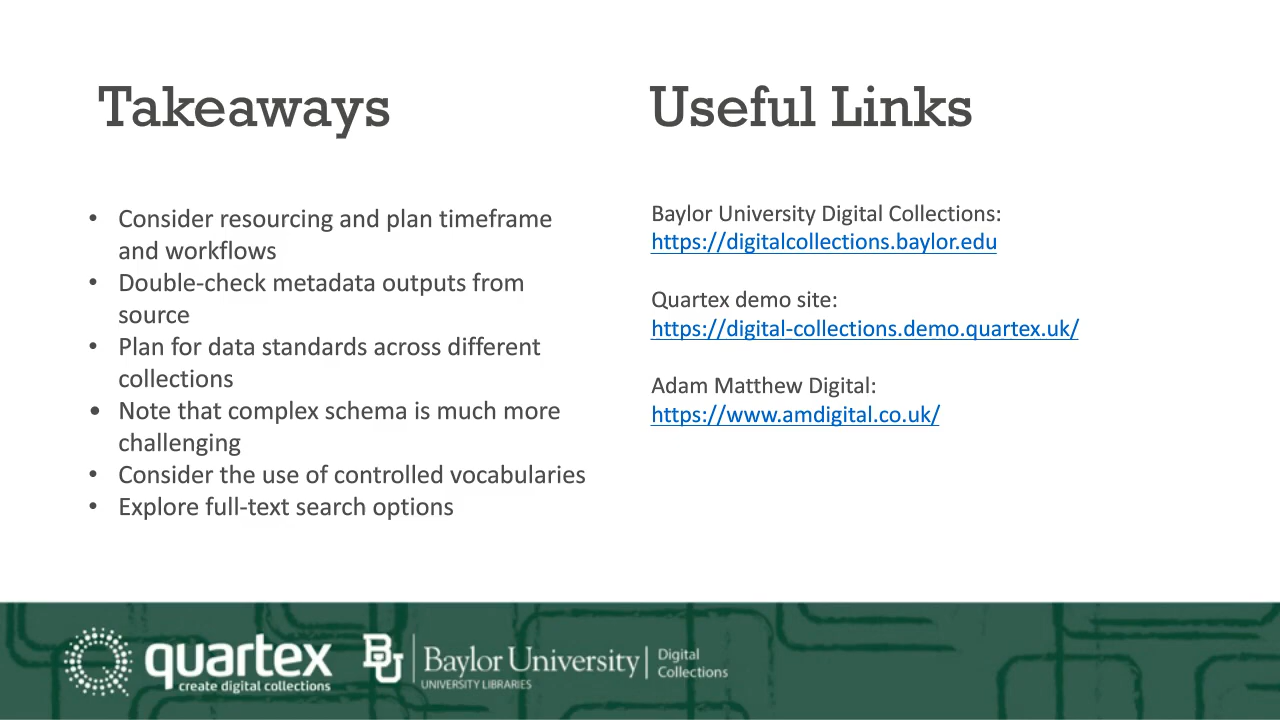 Takeaways
• Consider resourcing and plan timeframe
and workflows
• Double-check metadata outputs from
source
• Plan for data standards across different
collections
• Note that complex schema is much more
challenging
• Consider the use of controlled vocabularies
• Explore full-text search options
Useful Links
Baylor University Digital Collections:
https://digitalcollections.baylor.edu
Quartex demo site:
https://digital-collections.demo.quartex.uk/
Adam Matthew Digital:
https://www.amdigital.co.uk/
quartex
create digital collections
BU
Baylor University
UNIVERSITY LIBRARIES
Digital
Collections